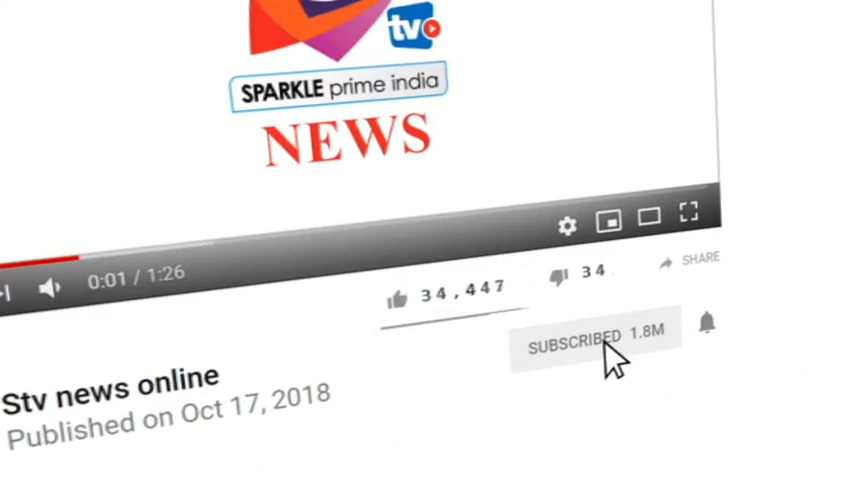 tv
SPARKLE prime india
NEWS
0:01 / 1:26
34,447
34
SHARE
SUBSCRIBED 1.8M
Stv news online
Published on Oct 17, 2018